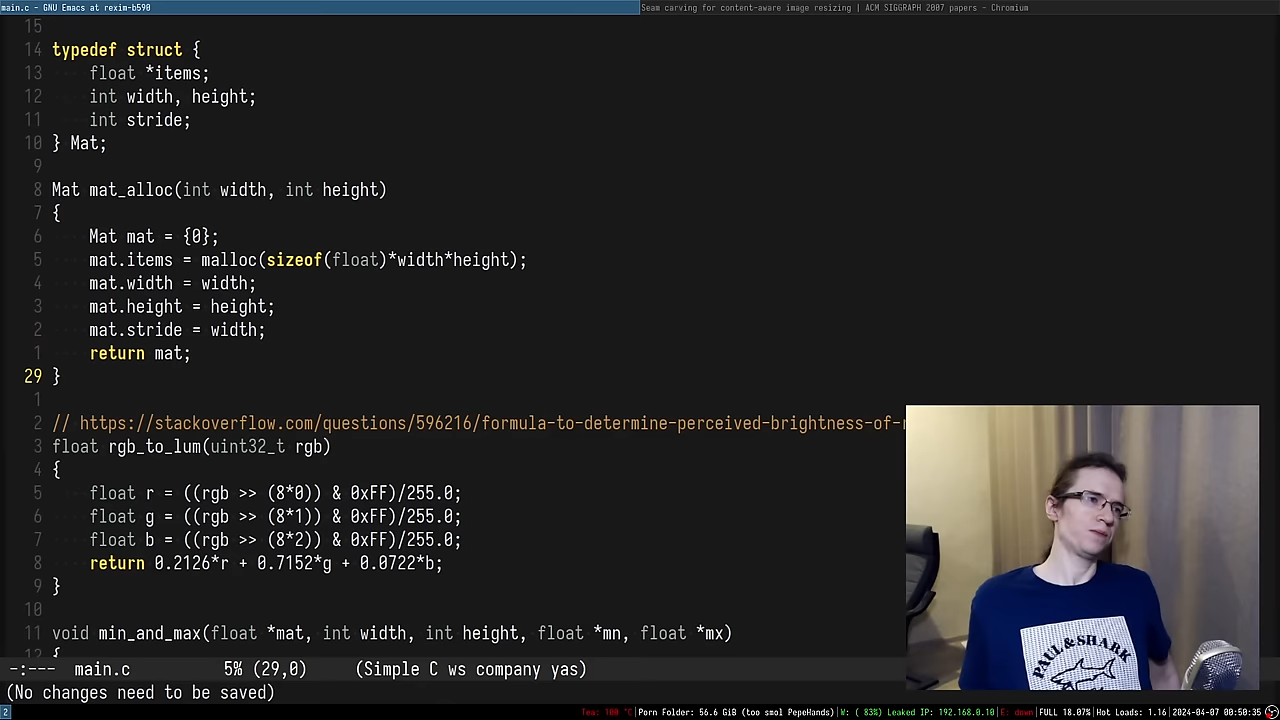 main.c - GNU Emacs at rexim-b590
Seam carving for content-aware image resizing | ACM SIGGRAPH 2007 papers - Chromium
15
14 typedef struct {
13 float *items;
12 int width, height;
11 int stride;
10 } Mat;
9
8 Mat mat_alloc(int width, int height)
7 {
6 Mat mat = {0};
5 mat.items = malloc(sizeof(float)*width*height);
4 mat.width = width;
3 mat.height = height;
2 mat.stride = width;
1 return mat;
29 }
1
2 // https://stackoverflow.com/questions/596216/formula-to-determine-perceived-brightness-of-r
3 float rgb_to_lum(uint32_t rgb)
4 {
5 float r = ((rgb >> (8*0)) & 0xFF)/255.0;
6 float g = ((rgb >> (8*1)) & 0xFF)/255.0;
7 float b = ((rgb >> (8*2)) & 0xFF)/255.0;
8 return 0.2126*r + 0.7152*g + 0.0722*b;
9 }
10
11 void min_and_max(float *mat, int width, int height, float *mn, float *mx)
12 {
-:--- main.c 5% (29,0) (Simple C ws company yas)
(No changes need to be saved)
PAUL & SHARK
2
Tea: 100 °C|Porn Folder: 56.6 GiB (too smol PepeHands)|W: ( 83%) Leaked IP: 192.168.0.10|E: down|FULL 18.07%|Hot Loads: 1.16|2024-04-07 00:50:35